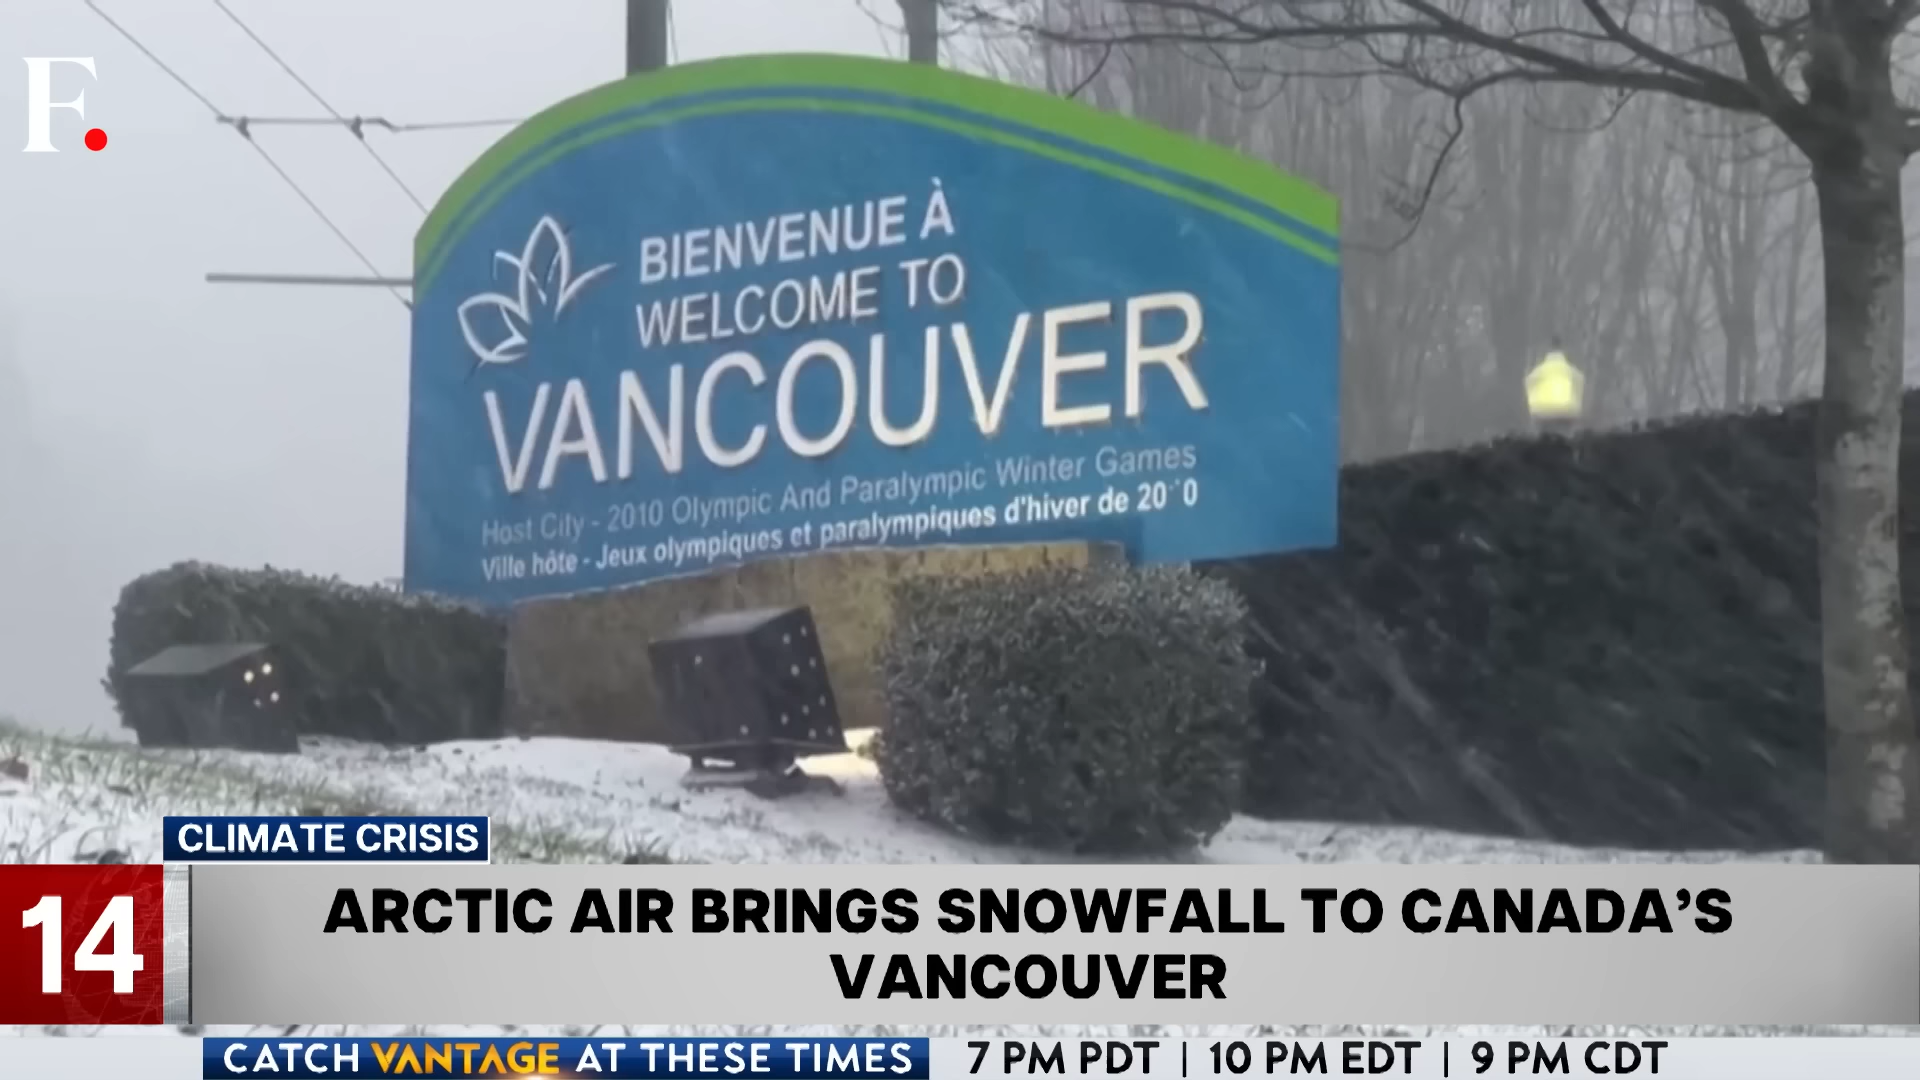 F.
BIENVENUE À
WELCOME TO
VANCOUVER
Host City - 2010 Olympic And Paralympic Winter Games
Ville hôte - Jeux olympiques et paralympiques d'hiver de 20 0
CLIMATE CRISIS
14
ARCTIC AIR BRINGS SNOWFALL TO CANADA’S
VANCOUVER
CATCH VANTAGE AT THESE TIMES 7 PM PDT | 10 PM EDT | 9 PM CDT